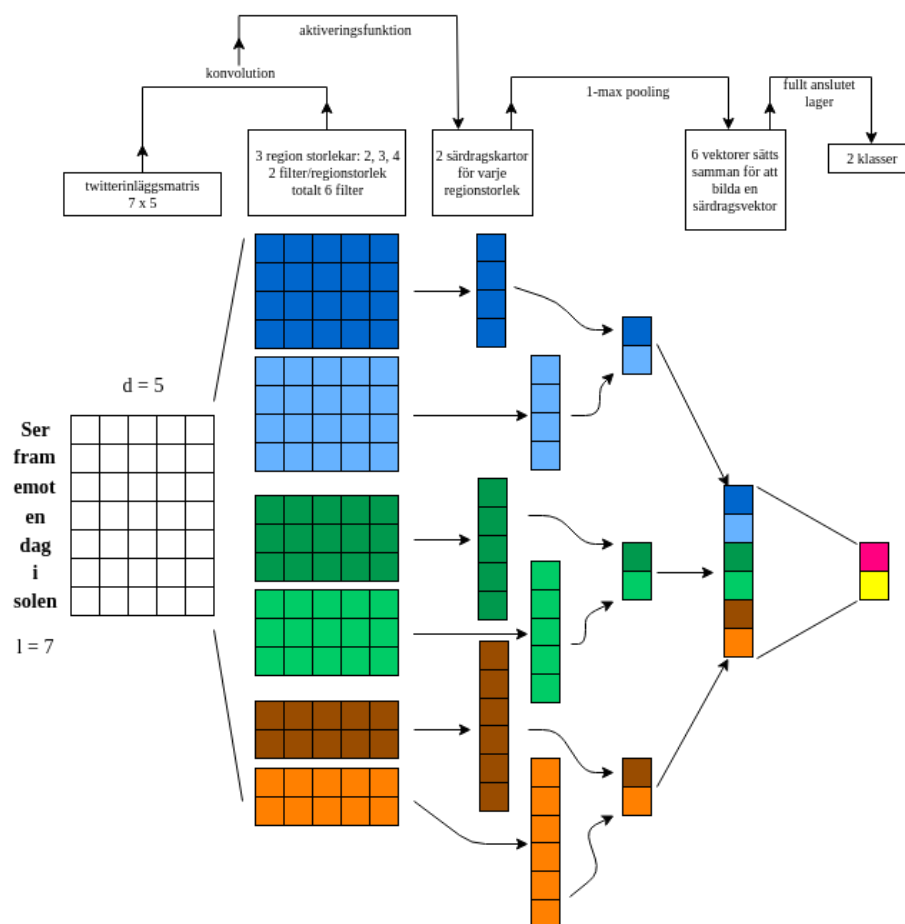 aktiveringsfunktion
konvolution
1-max pooling
fullt anslutet
lager
twitterinläggsmatris
7 x 5
3 region storlekar: 2, 3, 4
2 filter/regionstorlek
totalt 6 filter
2 särdragskartor
för varje
regionstorlek
6 vektorer sätts
samman för att
bilda en
särdragsvektor
2 klasser
d = 5
Ser
fram
emot
en
dag
i
solen
l = 7